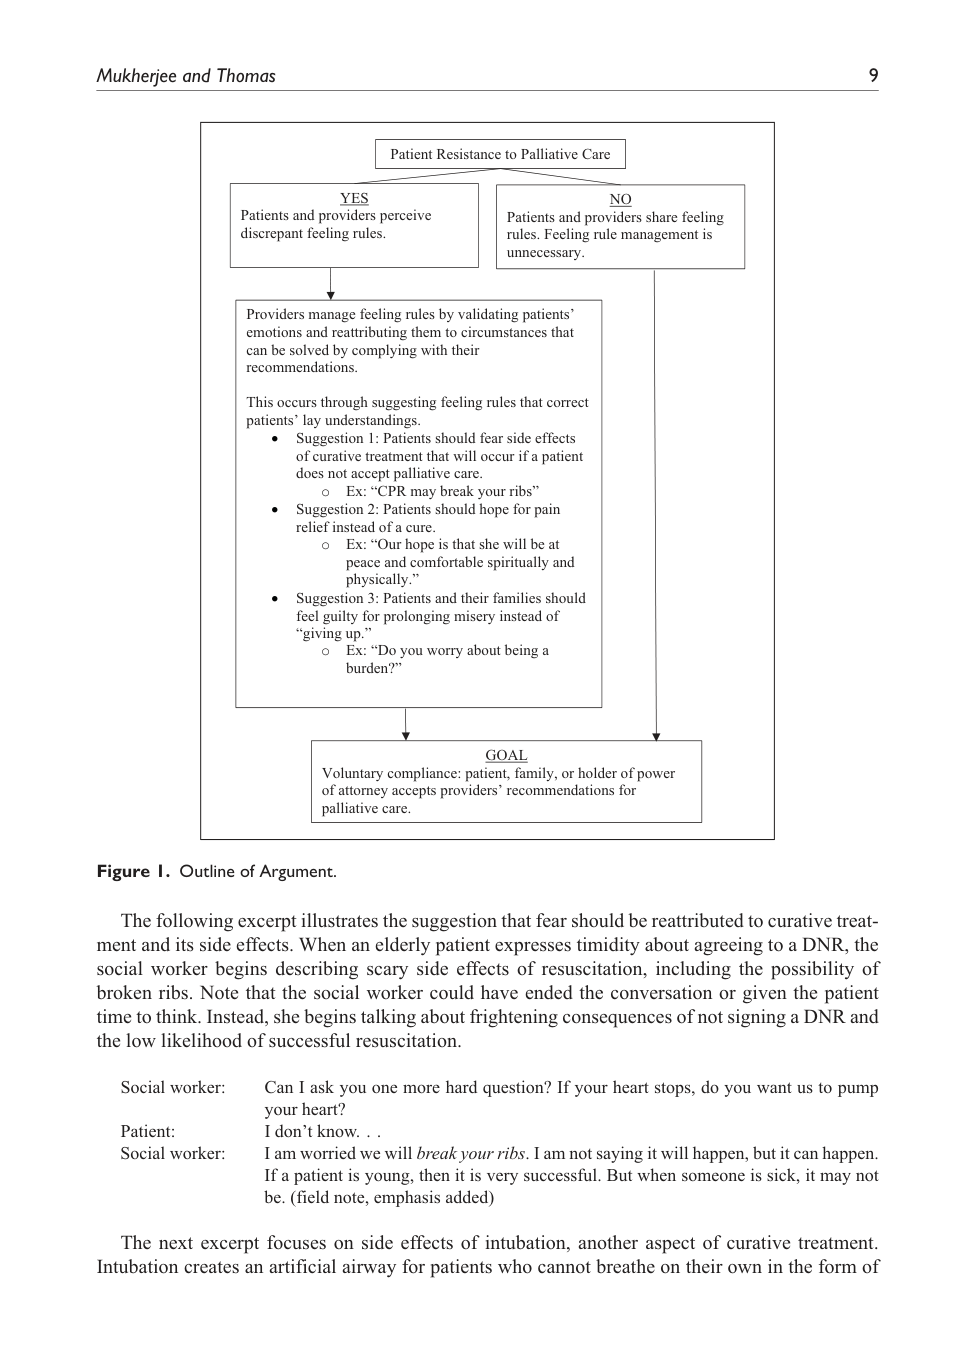 Mukherjee and Thomas 9
Patient Resistance to Palliative Care
YES
Patients and providers perceive
discrepant feeling rules.
NO
Patients and providers share feeling
rules. Feeling rule management is
unnecessary.
Providers manage feeling rules by validating patients’
emotions and reattributing them to circumstances that
can be solved by complying with their
recommendations.
This occurs through suggesting feeling rules that correct
patients’ lay understandings.
• Suggestion 1: Patients should fear side effects
of curative treatment that will occur if a patient
does not accept palliative care.
o Ex: “CPR may break your ribs”
• Suggestion 2: Patients should hope for pain
relief instead of a cure.
o Ex: “Our hope is that she will be at
peace and comfortable spiritually and
physically.”
• Suggestion 3: Patients and their families should
feel guilty for prolonging misery instead of
“giving up.”
o Ex: “Do you worry about being a
burden?”
GOAL
Voluntary compliance: patient, family, or holder of power
of attorney accepts providers’ recommendations for
palliative care.
Figure 1. Outline of Argument.
The following excerpt illustrates the suggestion that fear should be reattributed to curative treat-
ment and its side effects. When an elderly patient expresses timidity about agreeing to a DNR, the
social worker begins describing scary side effects of resuscitation, including the possibility of
broken ribs. Note that the social worker could have ended the conversation or given the patient
time to think. Instead, she begins talking about frightening consequences of not signing a DNR and
the low likelihood of successful resuscitation.
Social worker: Can I ask you one more hard question? If your heart stops, do you want us to pump
your heart?
Patient: I don’t know. . .
Social worker: I am worried we will break your ribs. I am not saying it will happen, but it can happen.
If a patient is young, then it is very successful. But when someone is sick, it may not
be. (field note, emphasis added)
The next excerpt focuses on side effects of intubation, another aspect of curative treatment.
Intubation creates an artificial airway for patients who cannot breathe on their own in the form of